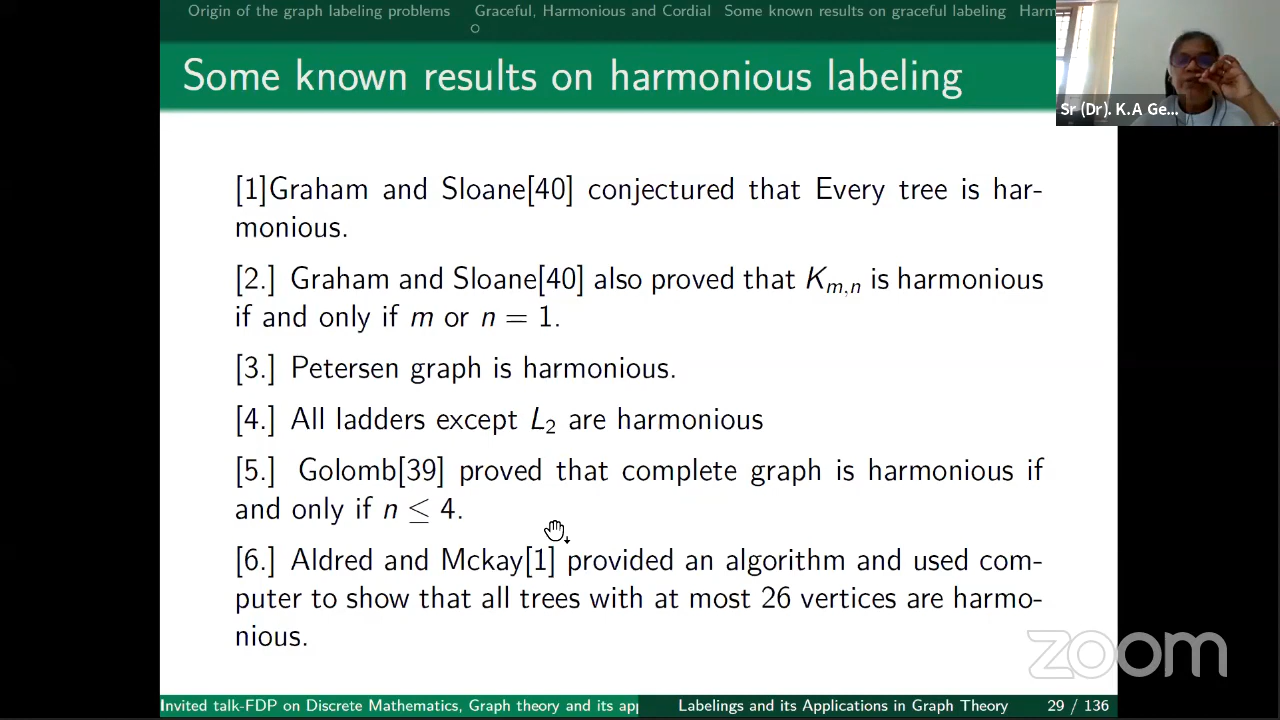 Origin of the graph labeling problems Graceful, Harmonious and Cordial Some known results on graceful labeling Harm
Some known results on harmonious labeling
Sr (Dr). K.A Ge...
[1]Graham and Sloane[40] conjectured that Every tree is har-
monious.
[2.] Graham and Sloane[40] also proved that Km,n is harmonious
if and only if m or n = 1.
[3.] Petersen graph is harmonious.
[4.] All ladders except L2 are harmonious
[5.] Golomb[39] proved that complete graph is harmonious if
and only if n ≤ 4.
[6.] Aldred and Mckay[1] provided an algorithm and used com-
puter to show that all trees with at most 26 vertices are harmo-
nious.
zoom
Invited talk-FDP on Discrete Mathematics, Graph theory and its app Labelings and its Applications in Graph Theory 29 / 136